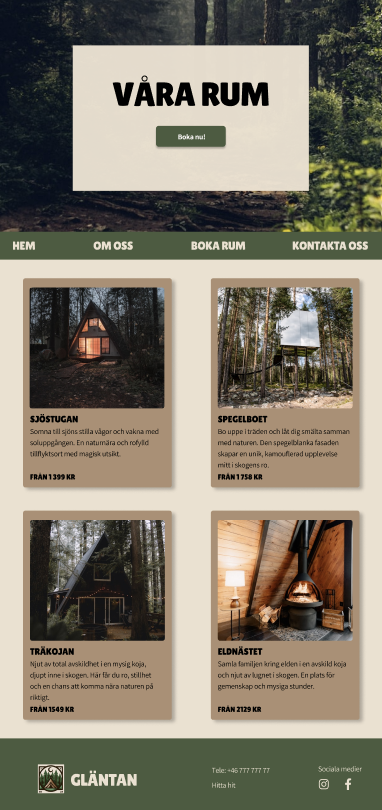 VÅRA RUM
Boka nu!
HEM OM OSS BOKA RUM KONTAKTA OSS
SJÖSTUGAN
Somna till sjöns stilla vågor och vakna med
soluppgången. En naturnära och rofylld
tillflyktsort med magisk utsikt.
FRÅN 1 399 KR
SPEGELBOET
Bo uppe i träden och låt dig smälta samman
med naturen. Den spegelblanka fasaden
skapar en unik, kamouflerad upplevelse
mitt i skogens ro.
FRÅN 1 758 KR
TRÄKOJAN
Njut av total avskildhet i en mysig koja,
djupt inne i skogen. Här får du ro, stillhet
och en chans att komma nära naturen på
riktigt.
FRÅN 1549 KR
ELDNÄSTET
Samla familjen kring elden i en avskild koja
och njut av lugnet i skogen. En plats för
gemenskap och mysiga stunder.
FRÅN 2129 KR
GLÄNTAN
Tele: +46 777 777 77
Hitta hit
Sociala medier